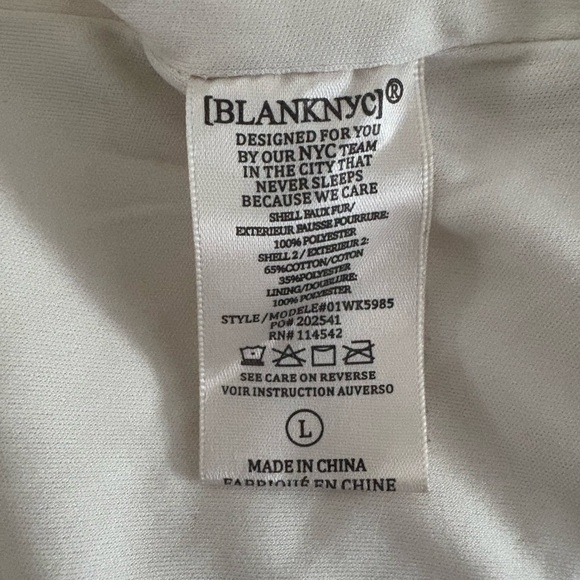 [BLANKNYC]®
DESIGNED FOR YOU
BY OUR NYC TEAM
IN THE CITY THAT
NEVER SLEEPS
BECAUSE WE CARE
SHELL FAUX FUR/
EXTERIEUR FAUSSE FOURRURE:
100% POLYESTER
SHELL 2 / EXTERIEUR 2:
65%COTTON/COTON
35%POLYESTER
LINING/DOUBLURE:
100% POLYESTER
STYLE/MODELE#01WK5985
PO# 202541
RN# 114542
SEE CARE ON REVERSE
VOIR INSTRUCTION AUVERSO
L
MADE IN CHINA
FABRIQUÉ EN CHINE